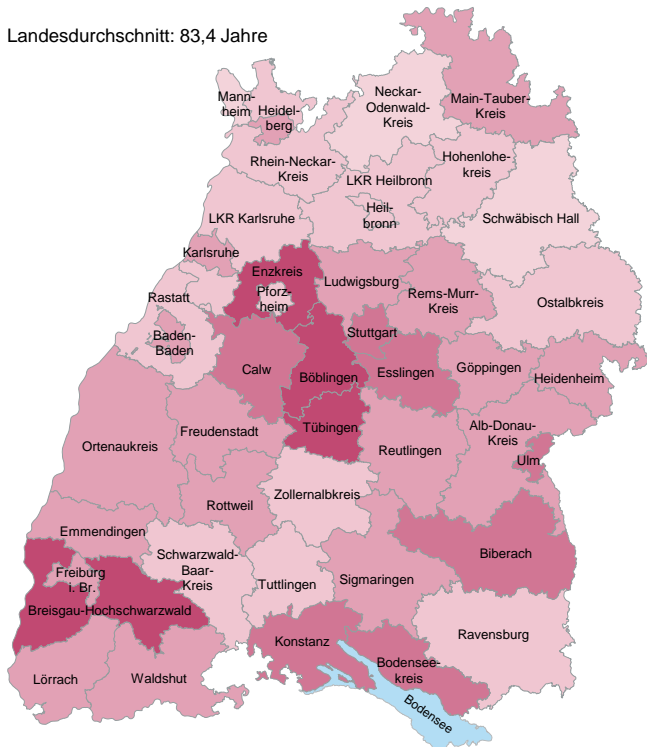 Landesdurchschnitt: 83,4 Jahre
Mann-
heim
Heidel-
berg
Neckar-
Odenwald-
Kreis
Main-Tauber-
Kreis
Rhein-Neckar-
Kreis
LKR Heilbronn
Hohenlohe-
kreis
Heil-
bronn
LKR Karlsruhe
Schwäbisch Hall
Karlsruhe
Enzkreis
Pforz-
heim
Ludwigsburg
Rems-Murr-
Kreis
Ostalbkreis
Rastatt
Baden-
Baden
Stuttgart
Calw
Böblingen
Esslingen
Göppingen
Heidenheim
Tübingen
Alb-Donau-
Kreis
Ortenaukreis
Freudenstadt
Reutlingen
Ulm
Zollernalbkreis
Rottweil
Emmendingen
Biberach
Schwarzwald-
Baar-
Kreis
Freiburg
i. Br.
Tuttlingen
Sigmaringen
Breisgau-Hochschwarzwald
Konstanz
Ravensburg
Bodensee-
kreis
Lörrach
Waldshut
Bodensee